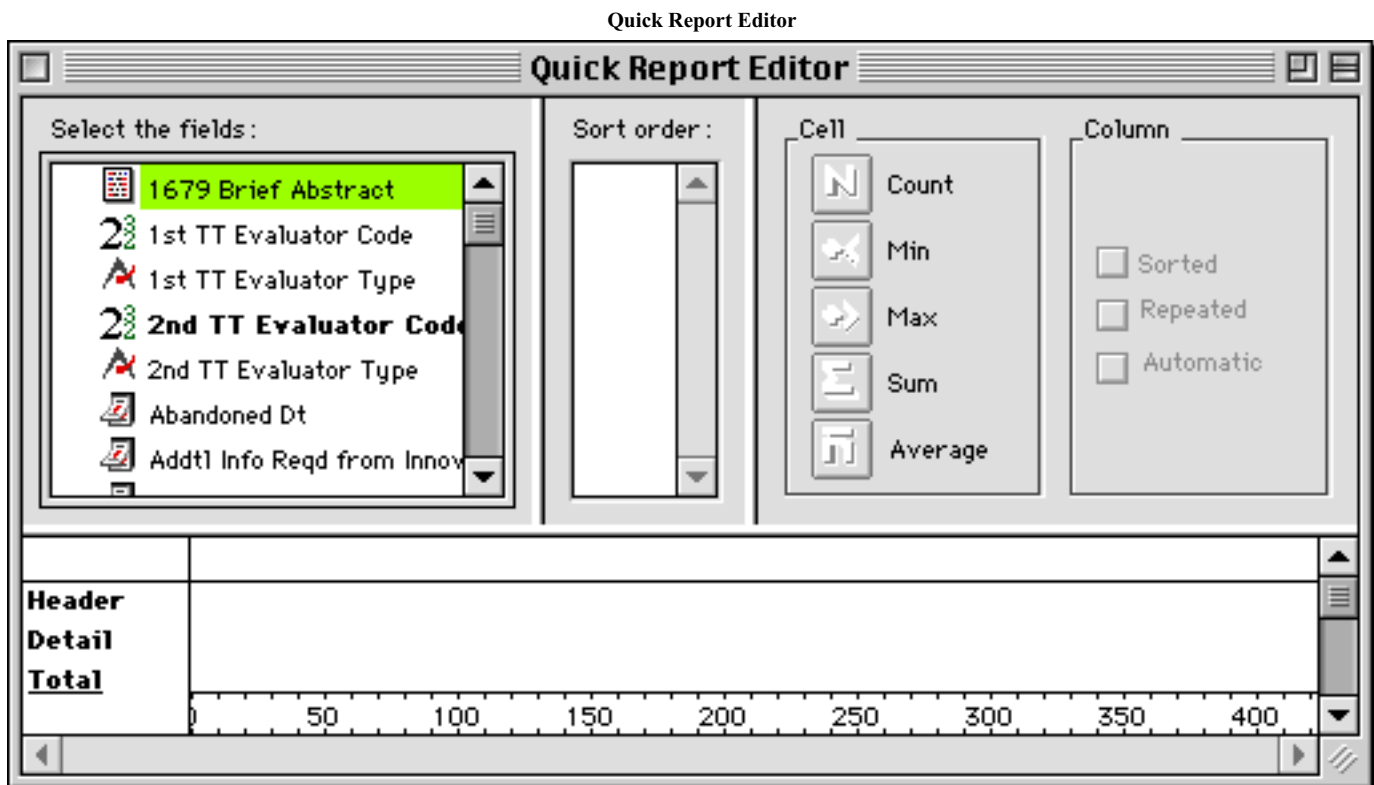 Quick Report Editor
Quick Report Editor
Select the fields:
1679 Brief Abstract
1st TT Evaluator Code
1st TT Evaluator Type
2nd TT Evaluator Code
2nd TT Evaluator Type
Abandoned Dt
Addtl Info Reqd from Innov
Sort order:
Cell
N Count
Min
Max
Σ Sum
Average
Column
Sorted
Repeated
Automatic
Header
Detail
Total
0 50 100 150 200 250 300 350 400